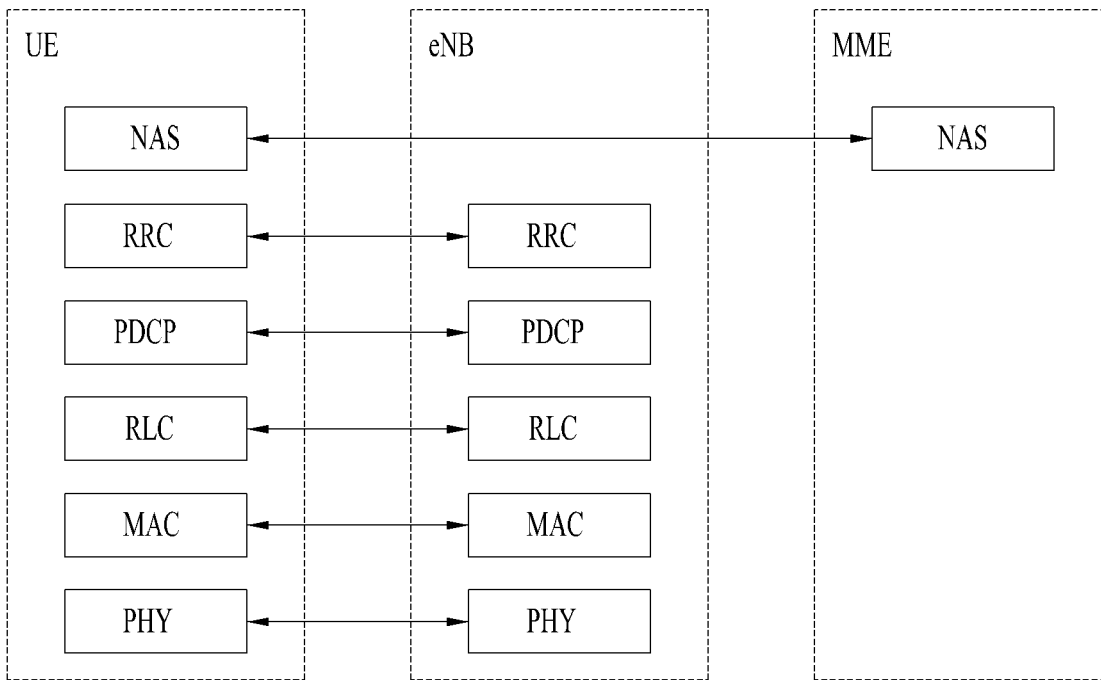 UE eNB MME
NAS NAS
RRC RRC
PDCP PDCP
RLC RLC
MAC MAC
PHY PHY